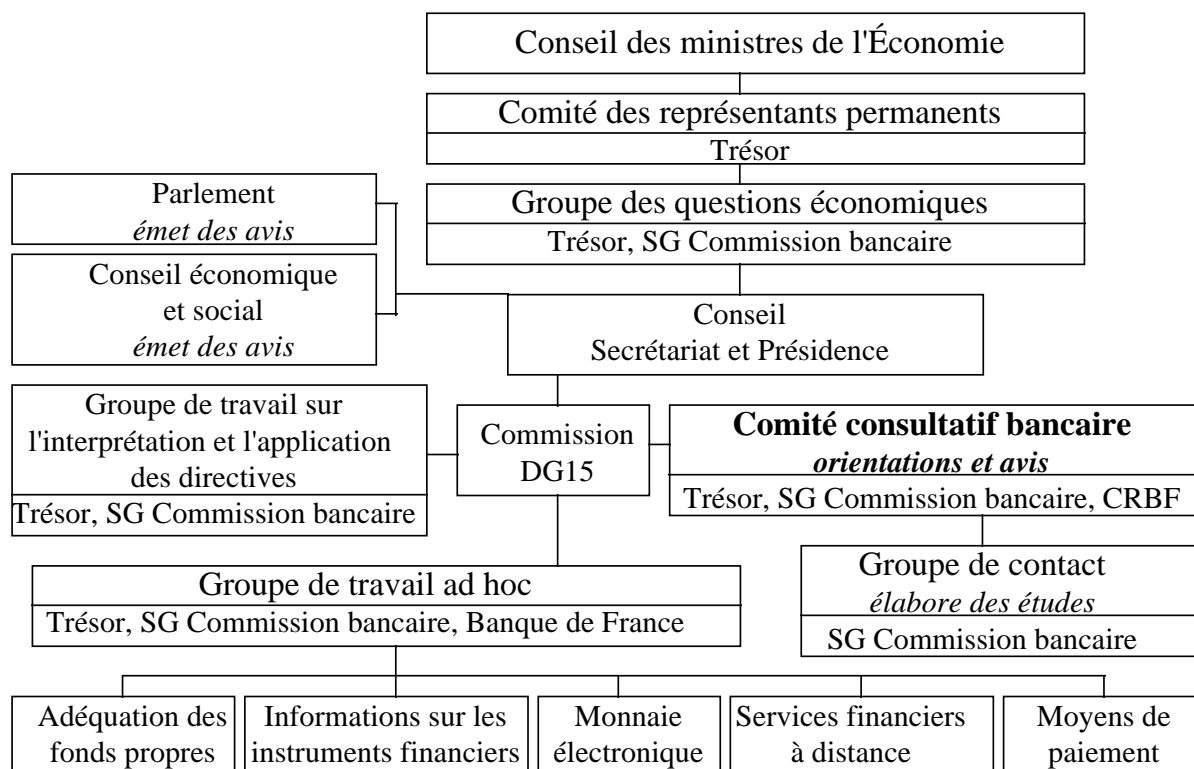 Conseil des ministres de l'Économie
Comité des représentants permanents
Trésor
Parlement
émet des avis
Groupe des questions économiques
Trésor, SG Commission bancaire
Conseil économique
et social
émet des avis
Conseil
Secrétariat et Présidence
Groupe de travail sur
l'interprétation et l'application
des directives
Trésor, SG Commission bancaire
Commission
DG15
Comité consultatif bancaire
orientations et avis
Trésor, SG Commission bancaire, CRBF
Groupe de contact
élabore des études
SG Commission bancaire
Groupe de travail ad hoc
Trésor, SG Commission bancaire, Banque de France
Adéquation des
fonds propres
Informations sur les
instruments financiers
Monnaie
électronique
Services financiers
à distance
Moyens de
paiement